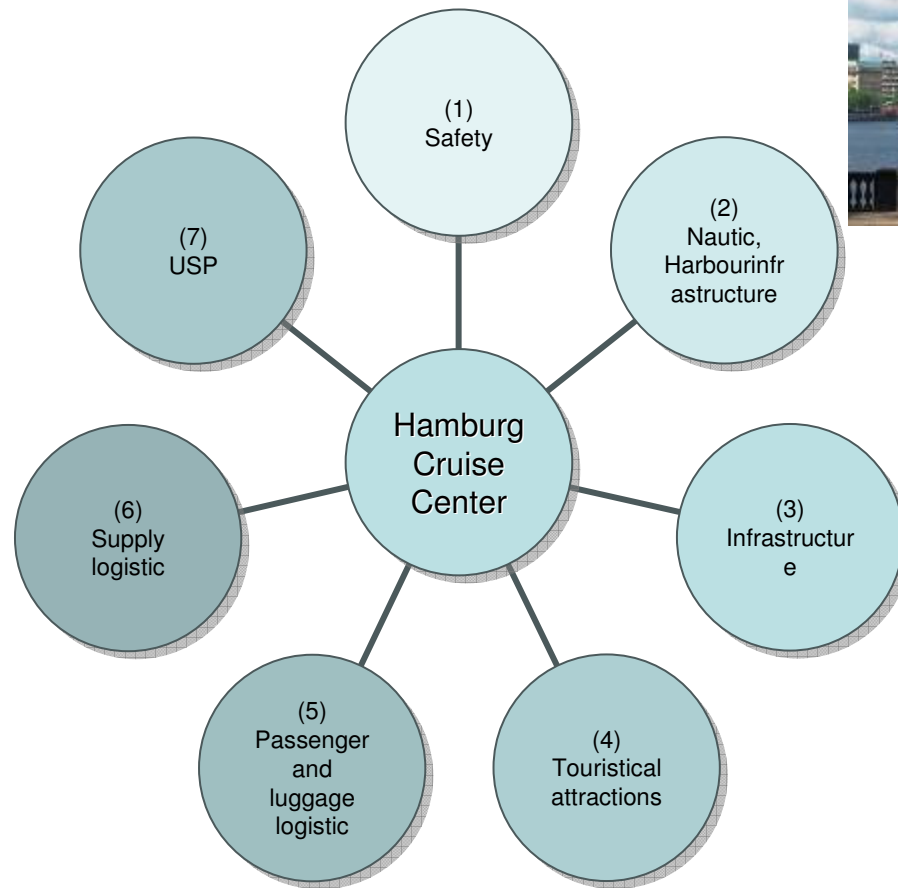 (1)
Safety
(2)
Nautic,
Harbourinfr
astructure
(3)
Infrastructur
e
(4)
Touristical
attractions
(5)
Passenger
and
luggage
logistic
(6)
Supply
logistic
(7)
USP
Hamburg
Cruise
Center